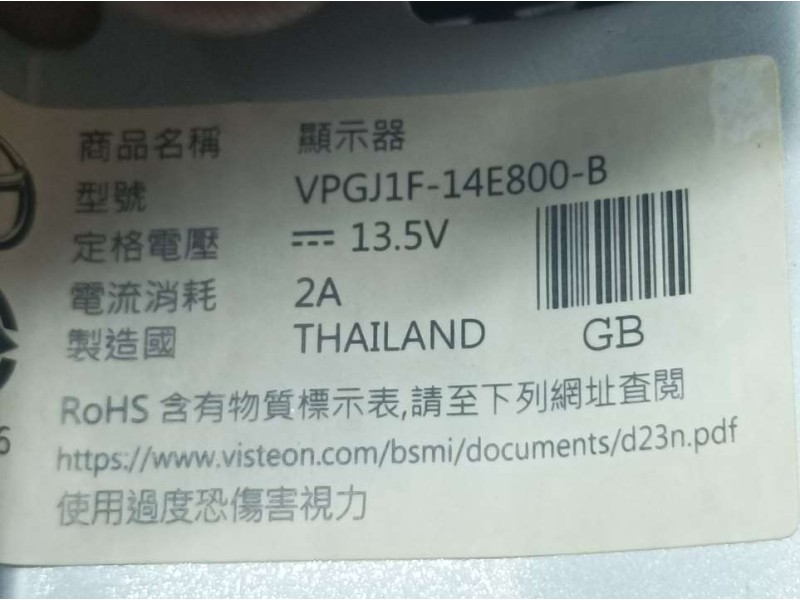 商品名稱 顯示器
型號 VPGJ1F-14E800-B
定格電壓 ⎓ 13.5V
電流消耗 2A
製造國 THAILAND GB
RoHS 含有物質標示表,請至下列網址查閱
https://www.visteon.com/bsmi/documents/d23n.pdf
使用過度恐傷害視力
6